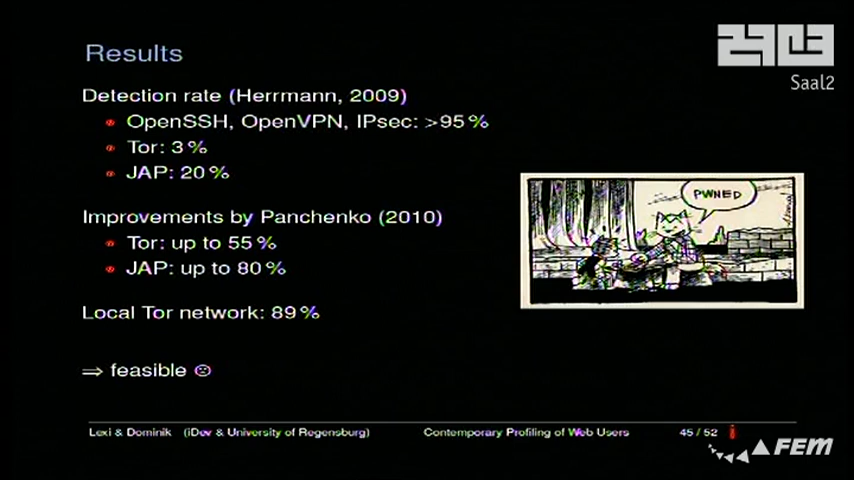 Results
29C3
Saal2
Detection rate (Herrmann, 2009)
OpenSSH, OpenVPN, IPsec: >95 %
Tor: 3 %
JAP: 20 %
Improvements by Panchenko (2010)
Tor: up to 55 %
JAP: up to 80 %
PWNED
Local Tor network: 89 %
⇒ feasible ☹
Lexi & Dominik (iDev & University of Regensburg) Contemporary Profiling of Web Users 45 / 52
FEM